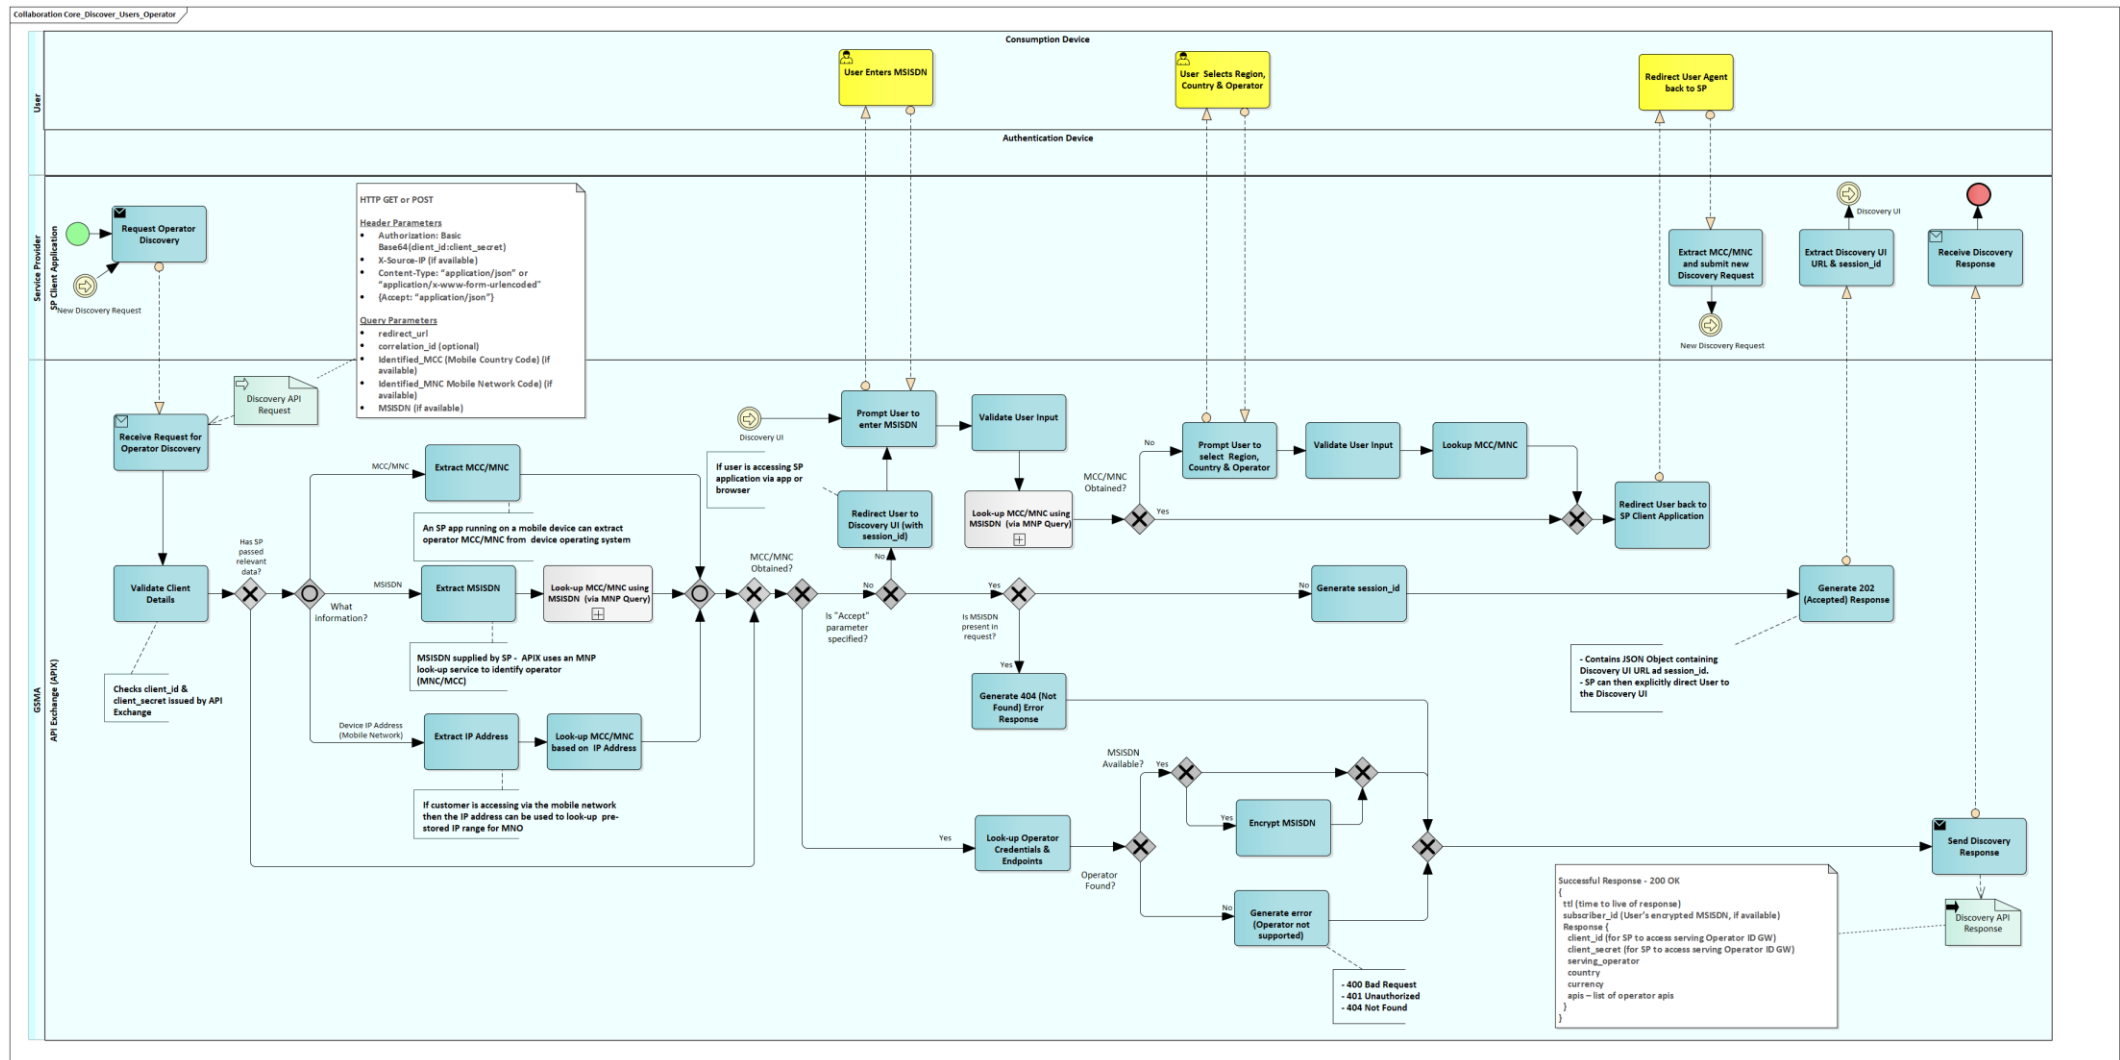 Collaboration Core_Discover_Users_Operator
Consumption Device
User
User Enters MSISDN
User Selects Region,
Country & Operator
Redirect User Agent
back to SP
Authentication Device
Service Provider
SP Client Application
Request Operator
Discovery
New Discovery Request
HTTP GET or POST
Header Parameters
• Authorization: Basic
Base64(client_id:client_secret)
• X-Source-IP (if available)
• Content-Type: “application/json” or
“application/x-www-form-urlencoded”
• {Accept: “application/json”}
Query Parameters
• redirect_url
• correlation_id (optional)
• Identified_MCC (Mobile Country Code) (if
available)
• Identified_MNC Mobile Network Code) (if
available)
• MSISDN (if available)
Extract MCC/MNC
and submit new
Discovery Request
New Discovery Request
Discovery UI
Extract Discovery UI
URL & session_id
Receive Discovery
Response
GSMA
API Exchange (APIX)
Discovery API
Request
Receive Request for
Operator Discovery
Validate Client
Details
Checks client_id &
client_secret issued by API
Exchange
Has SP
passed
relevant
data?
What
information?
MCC/MNC
Extract MCC/MNC
An SP app running on a mobile device can extract
operator MCC/MNC from device operating system
MSISDN
Extract MSISDN
Look-up MCC/MNC using
MSISDN (via MNP Query)
MSISDN supplied by SP - APIX uses an MNP
look-up service to identify operator
(MNC/MCC)
Device IP Address
(Mobile Network)
Extract IP Address
Look-up MCC/MNC
based on IP Address
If customer is accessing via the mobile network
then the IP address can be used to look-up pre-
stored IP range for MNO
MCC/MNC
Obtained?
Discovery UI
Prompt User to
enter MSISDN
Validate User Input
If user is accessing SP
application via app or
browser
Redirect User to
Discovery UI (with
session_id)
No
No
Is "Accept"
parameter
specified?
Look-up MCC/MNC using
MSISDN (via MNP Query)
MCC/MNC
Obtained?
No
Yes
Prompt User to
select Region,
Country & Operator
Validate User Input
Lookup MCC/MNC
Redirect User back to
SP Client Application
Yes
Is MSISDN
present in
request?
No
Generate session_id
Generate 202
(Accepted) Response
- Contains JSON Object containing
Discovery UI URL ad session_id.
- SP can then explicitly direct User to
the Discovery UI
Yes
Generate 404 (Not
Found) Error
Response
Yes
Look-up Operator
Credentials &
Endpoints
Operator
Found?
MSISDN
Available?
Yes
Yes
Encrypt MSISDN
No
Generate error
(Operator not
supported)
- 400 Bad Request
- 401 Unauthorized
- 404 Not Found
Send Discovery
Response
Discovery API
Response
Successful Response - 200 OK
{
ttl (time to live of response)
subscriber_id (User's encrypted MSISDN, if available)
Response {
client_id (for SP to access serving Operator ID GW)
client_secret (for SP to access serving Operator ID GW)
serving_operator
country
currency
apis – list of operator apis
}
}